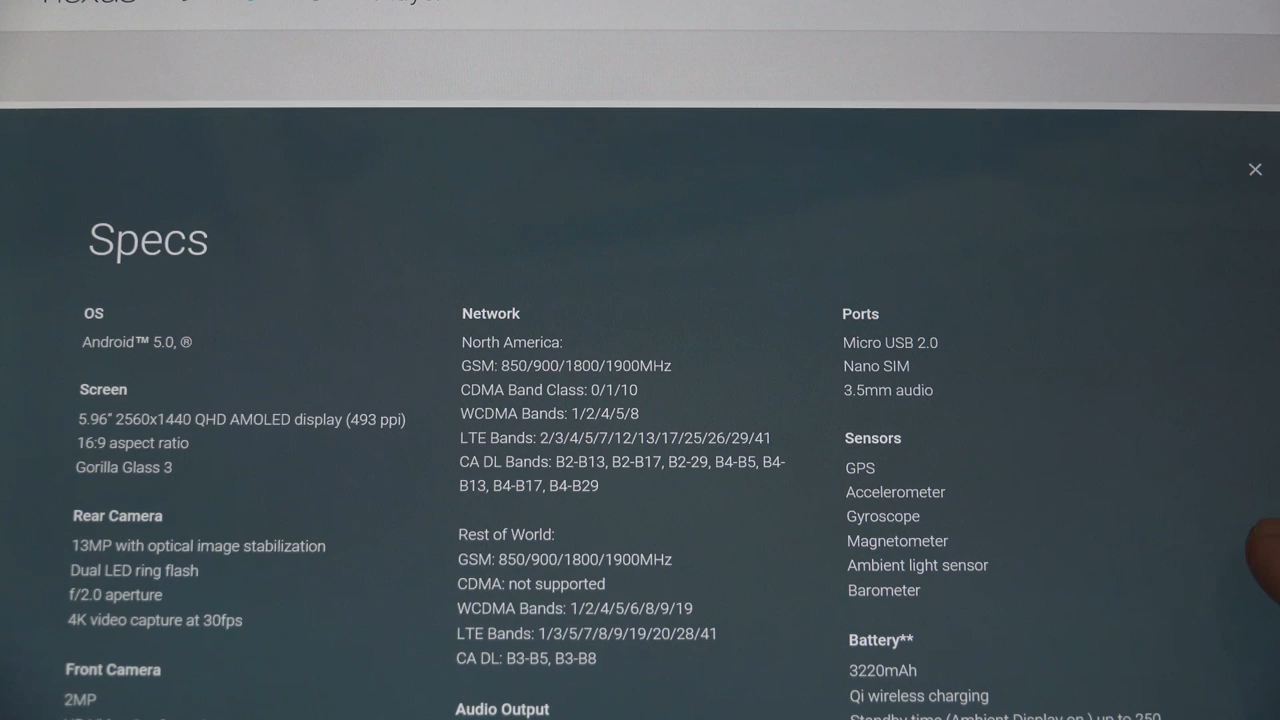 Specs
OS
Android™ 5.0, ®
Screen
5.96" 2560x1440 QHD AMOLED display (493 ppi)
16:9 aspect ratio
Gorilla Glass 3
Rear Camera
13MP with optical image stabilization
Dual LED ring flash
f/2.0 aperture
4K video capture at 30fps
Front Camera
2MP
Network
North America:
GSM: 850/900/1800/1900MHz
CDMA Band Class: 0/1/10
WCDMA Bands: 1/2/4/5/8
LTE Bands: 2/3/4/5/7/12/13/17/25/26/29/41
CA DL Bands: B2-B13, B2-B17, B2-29, B4-B5, B4-
B13, B4-B17, B4-B29
Rest of World:
GSM: 850/900/1800/1900MHz
CDMA: not supported
WCDMA Bands: 1/2/4/5/6/8/9/19
LTE Bands: 1/3/5/7/8/9/19/20/28/41
CA DL: B3-B5, B3-B8
Audio Output
Ports
Micro USB 2.0
Nano SIM
3.5mm audio
Sensors
GPS
Accelerometer
Gyroscope
Magnetometer
Ambient light sensor
Barometer
Battery**
3220mAh
Qi wireless charging
Standby time (Ambient Display on ) up to 250